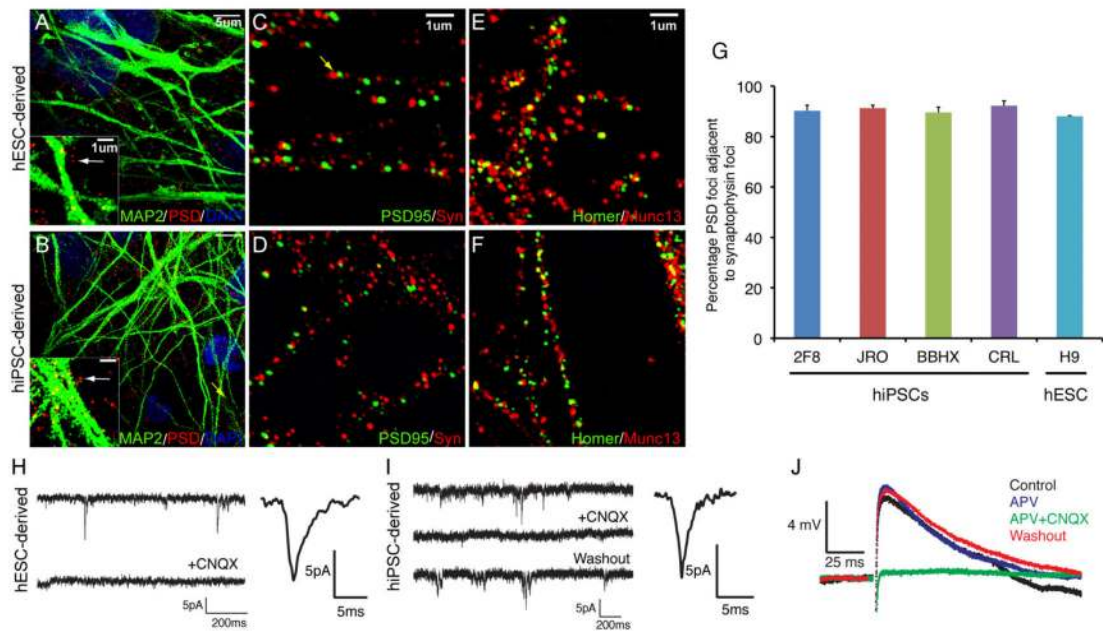 A
5um
hESC-derived
1um
MAP2/PSD/DAPI
C
1um
PSD95/Syn
E
1um
Homer/Munc13
B
hiPSC-derived
MAP2/PSD/DAPI
D
PSD95/Syn
F
Homer/Munc13
G
Percentage PSD foci adjacent
to synaptophysin foci
100
80
60
40
20
0
2F8 JRO BBHX CRL H9
hiPSCs hESC
H
hESC-derived
+CNQX
5pA
200ms
5pA
5ms
I
hiPSC-derived
+CNQX
Washout
5pA
200ms
5pA
5ms
J
4 mV
25 ms
Control
APV
APV+CNQX
Washout